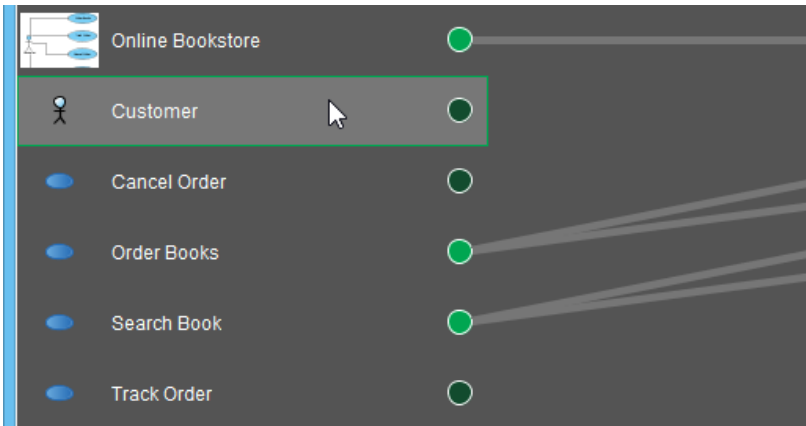 Online Bookstore
Customer
Cancel Order
Order Books
Search Book
Track Order